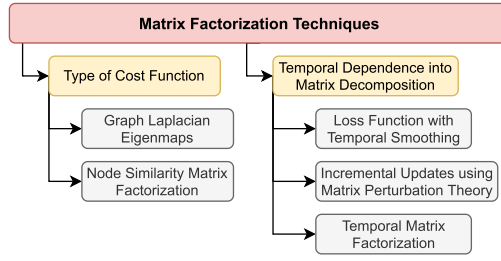 Matrix Factorization Techniques
Type of Cost Function
Graph Laplacian
Eigenmaps
Node Similarity Matrix
Factorization
Temporal Dependence into
Matrix Decomposition
Loss Function with
Temporal Smoothing
Incremental Updates using
Matrix Perturbation Theory
Temporal Matrix
Factorization